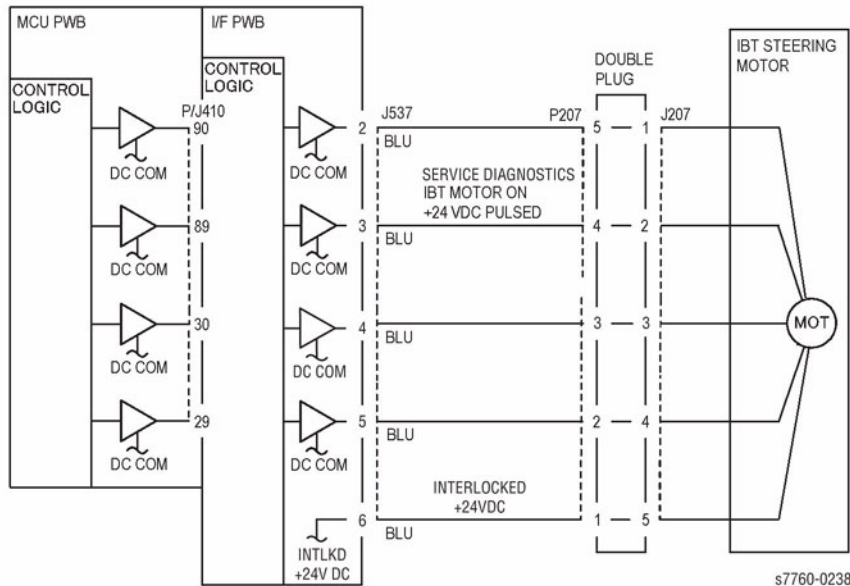 MCU PWB
I/F PWB
IBT STEERING
MOTOR
DOUBLE
PLUG
CONTROL
LOGIC
CONTROL
LOGIC
P/J410
J537
P207
J207
90
2
BLU
5
1
DC COM
DC COM
SERVICE DIAGNOSTICS
IBT MOTOR ON
+24 VDC PULSED
89
3
BLU
4
2
DC COM
DC COM
30
4
BLU
3
3
MOT
DC COM
DC COM
29
5
BLU
2
4
DC COM
DC COM
INTERLOCKED
+24VDC
6
BLU
1
5
INTLKD
+24V DC
s7760-0238